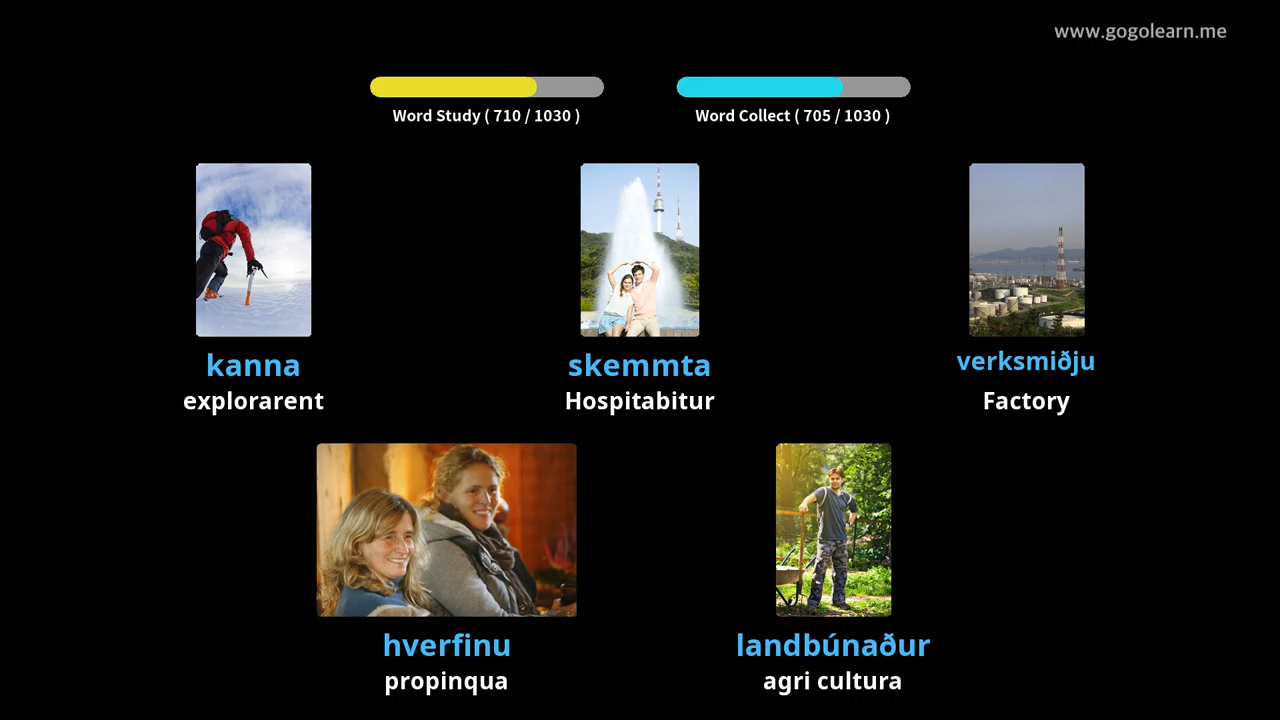 www.gogolearn.me
Word Study ( 710 / 1030 )
Word Collect ( 705 / 1030 )
kanna
explorarent
skemmta
Hospitabitur
verksmiðju
Factory
hverfinu
propinqua
landbúnaður
agri cultura